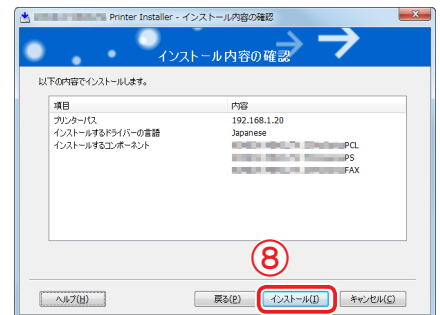 Printer Installer - インストール内容の確認
インストール内容の確認
以下の内容でインストールします。
項目 内容
プリンターパス 192.168.1.20
インストールするドライバーの言語 Japanese
インストールするコンポーネント PCL
PS
FAX
⑧
ヘルプ(H) 戻る(P) インストール(I) キャンセル(C)